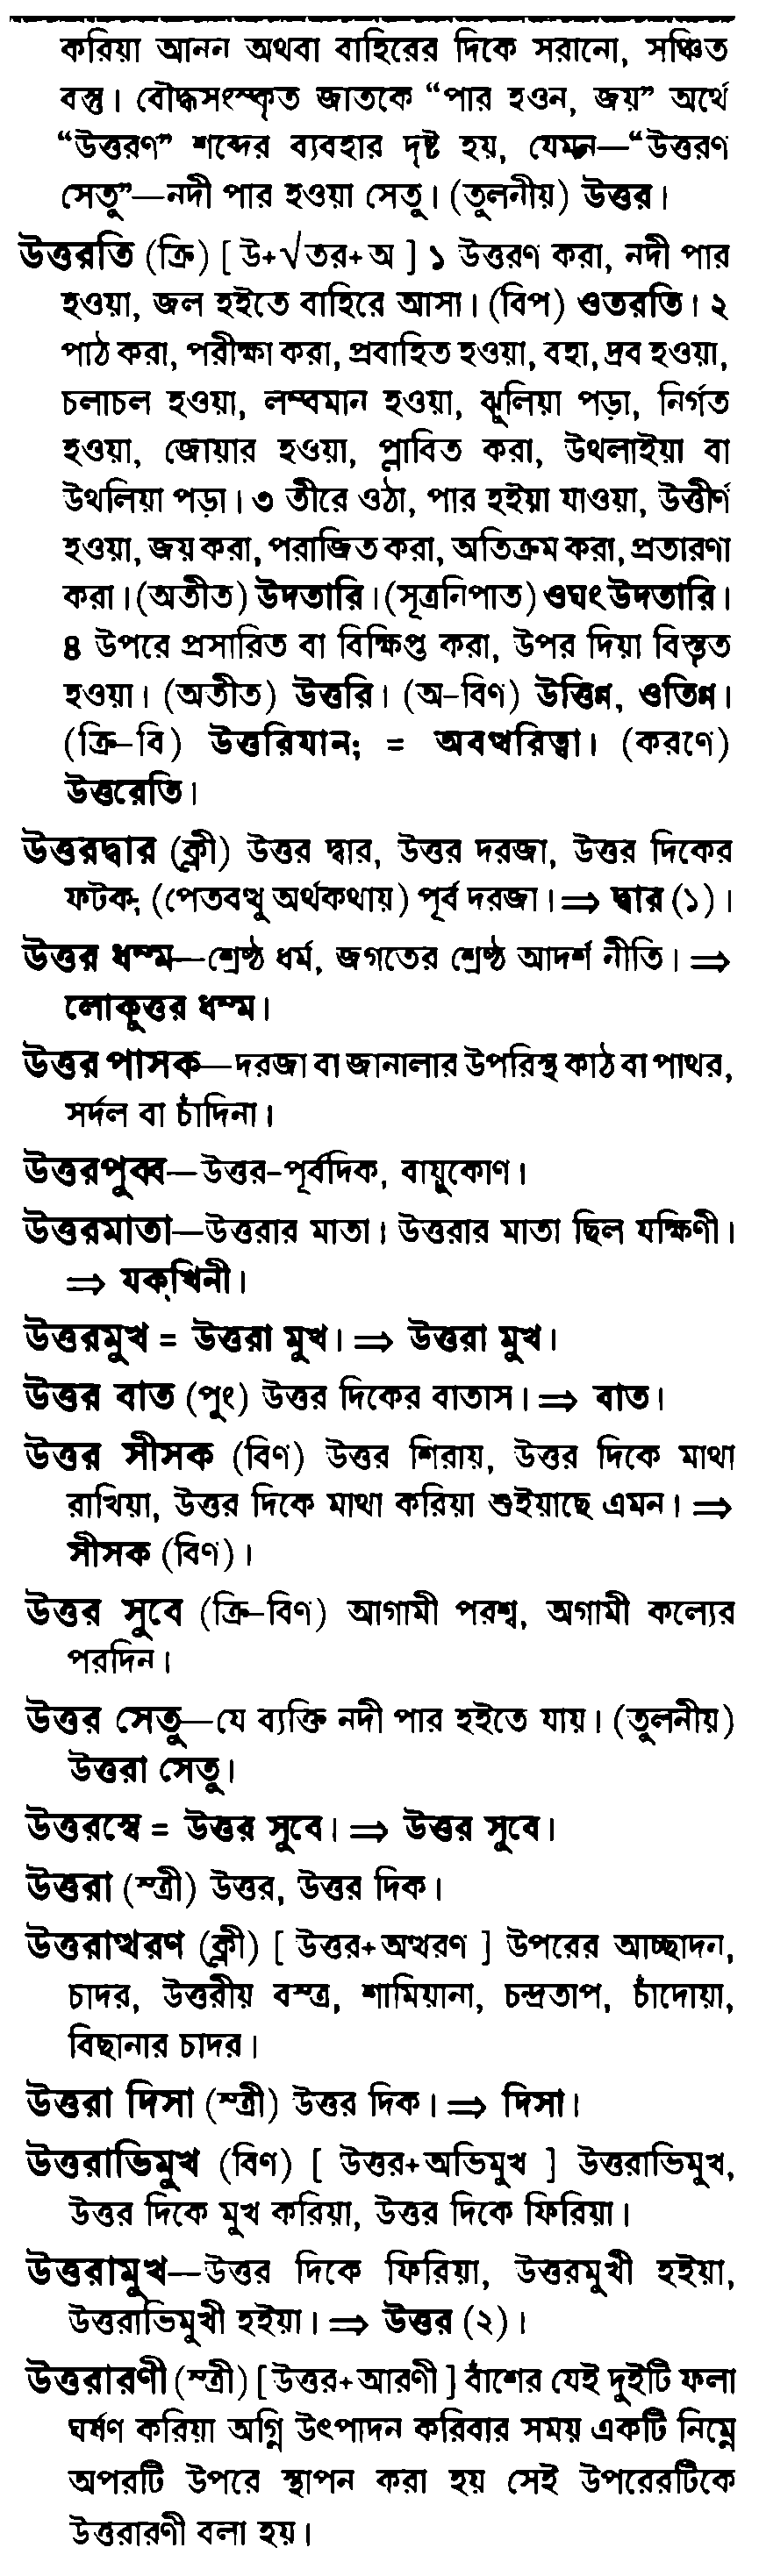 করিয়া আনন অথবা বাহিরের দিকে সরানো, সঞ্চিত
বস্তু। বৌদ্ধসংস্কৃত জাতকে “পার হওন, জয়” অর্থে
“উত্তরণ” শব্দের ব্যবহার দৃষ্ট হয়, যেমন—“উত্তরণ
সেতু”—নদী পার হওয়া সেতু। (তুলনীয়) উত্তর।
উত্তরতি (ক্রি) [ উ+√তর+অ ] ১ উত্তরণ করা, নদী পার
হওয়া, জল হইতে বাহিরে আসা। (বিপ) ওতরতি। ২
পাঠ করা, পরীক্ষা করা, প্রবাহিত হওয়া, বহা, দ্রব হওয়া,
চলাচল হওয়া, লম্বমান হওয়া, ঝুলিয়া পড়া, নির্গত
হওয়া, জোয়ার হওয়া, প্লাবিত করা, উথলাইয়া বা
উথলিয়া পড়া। ৩ তীরে ওঠা, পার হইয়া যাওয়া, উত্তীর্ণ
হওয়া, জয় করা, পরাজিত করা, অতিক্রম করা, প্রতারণা
করা। (অতীত) উদতারি। (সূত্রনিপাত) ওঘং উদতারি।
৪ উপরে প্রসারিত বা বিক্ষিপ্ত করা, উপর দিয়া বিস্তৃত
হওয়া। (অতীত) উত্তরি। (অ-বিণ) উত্তিন্ন, ওতিন্ন।
(ক্রি-বি) উত্তরিমান; = অবত্থরিত্বা। (করণে)
উত্তরেতি।
উত্তরদ্বার (ক্লী) উত্তর দ্বার, উত্তর দরজা, উত্তর দিকের
ফটক; (পেতবত্থু অর্থকথায়) পূর্ব দরজা। ⇒ দ্বার (১)।
উত্তর ধম্ম—শ্রেষ্ঠ ধর্ম, জগতের শ্রেষ্ঠ আদর্শ নীতি। ⇒
লোকুত্তর ধম্ম।
উত্তর পাসক—দরজা বা জানালার উপরিস্থ কাঠ বা পাথর,
সর্দল বা চাঁদিনা।
উত্তরপুব্ব—উত্তর-পূর্বদিক, বায়ুকোণ।
উত্তরমাতা—উত্তরার মাতা। উত্তরার মাতা ছিল যক্ষিণী।
⇒ যক্‌খিনী।
উত্তরমুখ = উত্তরা মুখ। ⇒ উত্তরা মুখ।
উত্তর বাত (পুং) উত্তর দিকের বাতাস। ⇒ বাত।
উত্তর সীসক (বিণ) উত্তর শিরায়, উত্তর দিকে মাথা
রাখিয়া, উত্তর দিকে মাথা করিয়া শুইয়াছে এমন। ⇒
সীসক (বিণ)।
উত্তর সুবে (ক্রি-বিণ) আগামী পরশ্ব, অগামী কল্যের
পরদিন।
উত্তর সেতু—যে ব্যক্তি নদী পার হইতে যায়। (তুলনীয়)
উত্তরা সেতু।
উত্তরস্বে = উত্তর সুবে। ⇒ উত্তর সুবে।
উত্তরা (স্ত্রী) উত্তর, উত্তর দিক।
উত্তরাত্থরণ (ক্লী) [ উত্তর+অত্থরণ ] উপরের আচ্ছাদন,
চাদর, উত্তরীয় বস্ত্র, শামিয়ানা, চন্দ্রতাপ, চাঁদোয়া,
বিছানার চাদর।
উত্তরা দিসা (স্ত্রী) উত্তর দিক। ⇒ দিসা।
উত্তরাভিমুখ (বিণ) [ উত্তর+অভিমুখ ] উত্তরাভিমুখ,
উত্তর দিকে মুখ করিয়া, উত্তর দিকে ফিরিয়া।
উত্তরামুখ—উত্তর দিকে ফিরিয়া, উত্তরমুখী হইয়া,
উত্তরাভিমুখী হইয়া। ⇒ উত্তর (২)।
উত্তরারণী (স্ত্রী) [ উত্তর+আরণী ] বাঁশের যেই দুইটি ফলা
ঘর্ষণ করিয়া অগ্নি উৎপাদন করিবার সময় একটি নিম্নে
অপরটি উপরে স্থাপন করা হয় সেই উপরেরটিকে
উত্তরারণী বলা হয়।